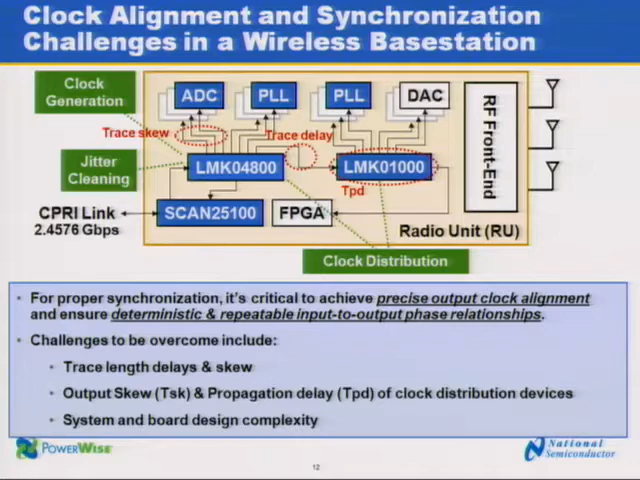 Clock Alignment and Synchronization
Challenges in a Wireless Basestation
Clock
Generation
ADC
PLL
PLL
DAC
Trace skew
Trace delay
Jitter
Cleaning
LMK04800
LMK01000
Tpd
RF Front-End
CPRI Link
2.4576 Gbps
SCAN25100
FPGA
Radio Unit (RU)
Clock Distribution
• For proper synchronization, it's critical to achieve precise output clock alignment
and ensure deterministic & repeatable input-to-output phase relationships.
• Challenges to be overcome include:
• Trace length delays & skew
• Output Skew (Tsk) & Propagation delay (Tpd) of clock distribution devices
• System and board design complexity
POWERWISE
National
Semiconductor
12